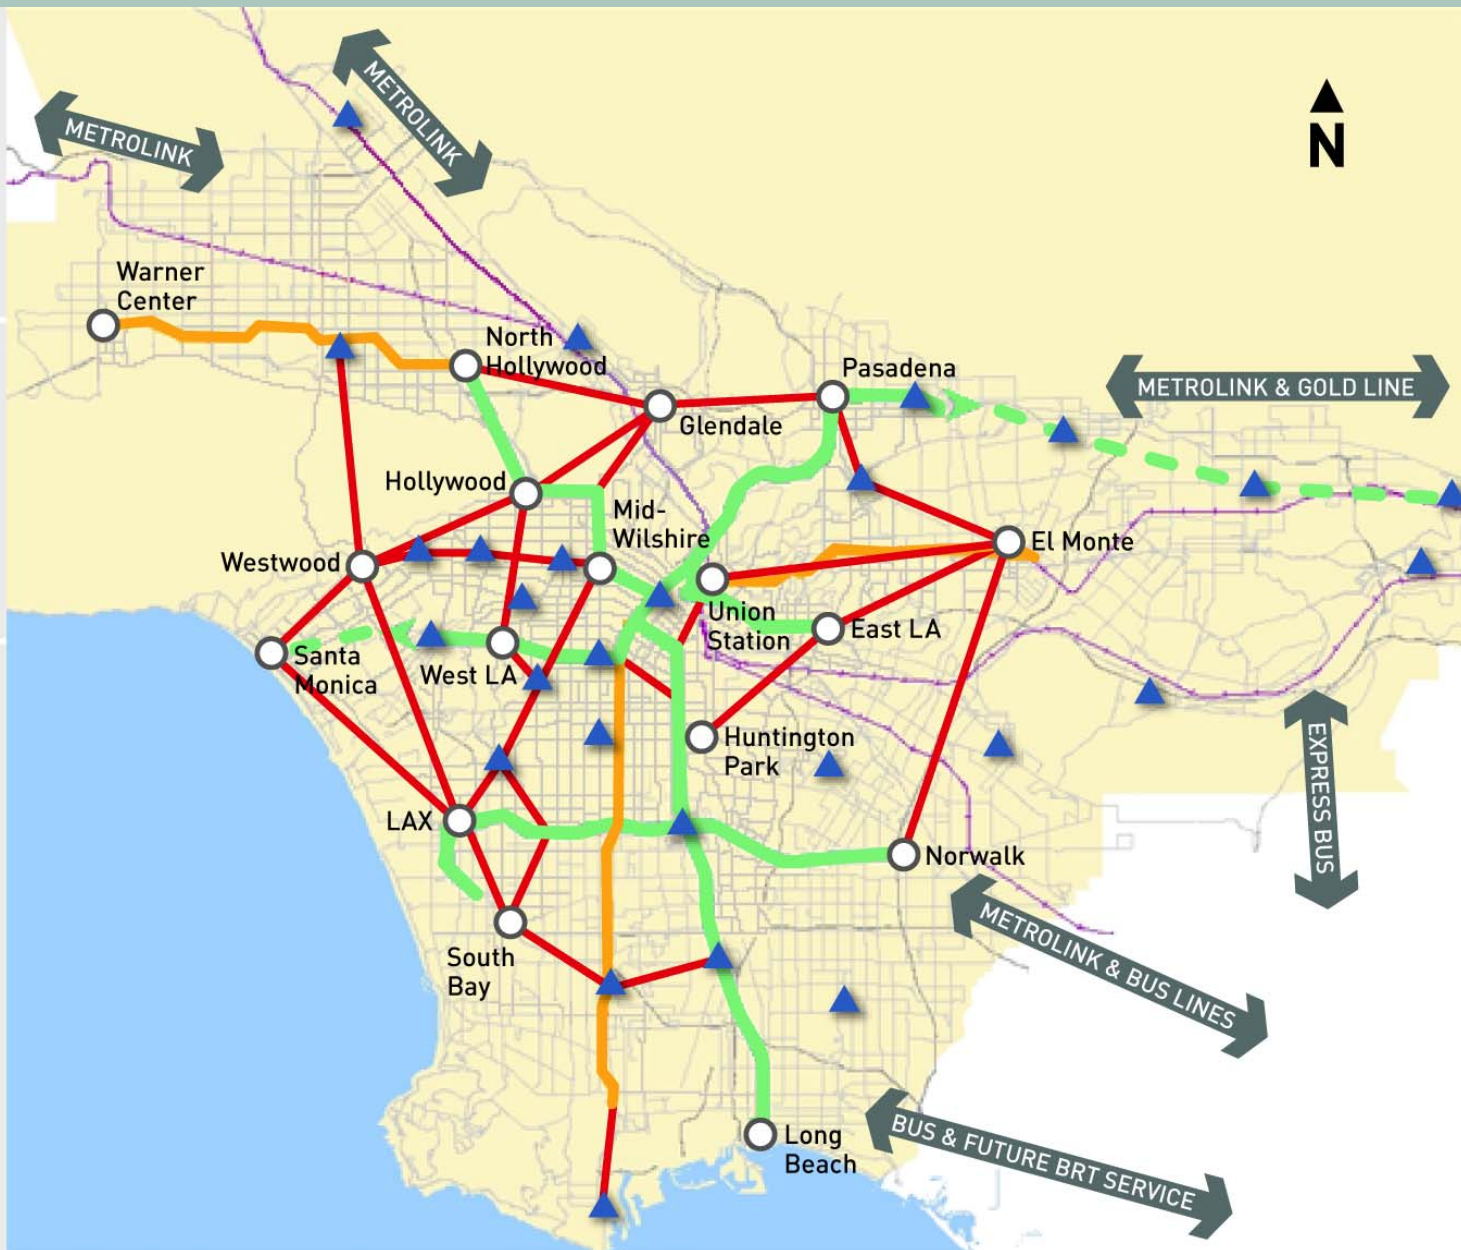 METROLINK
METROLINK
N
Warner
Center
North
Hollywood
Pasadena
METROLINK & GOLD LINE
Glendale
Hollywood
Mid-
Wilshire
Westwood
El Monte
Union
Station
East LA
Santa
Monica
West LA
Huntington
Park
EXPRESS BUS
LAX
Norwalk
South
Bay
METROLINK & BUS LINES
Long
Beach
BUS & FUTURE BRT SERVICE